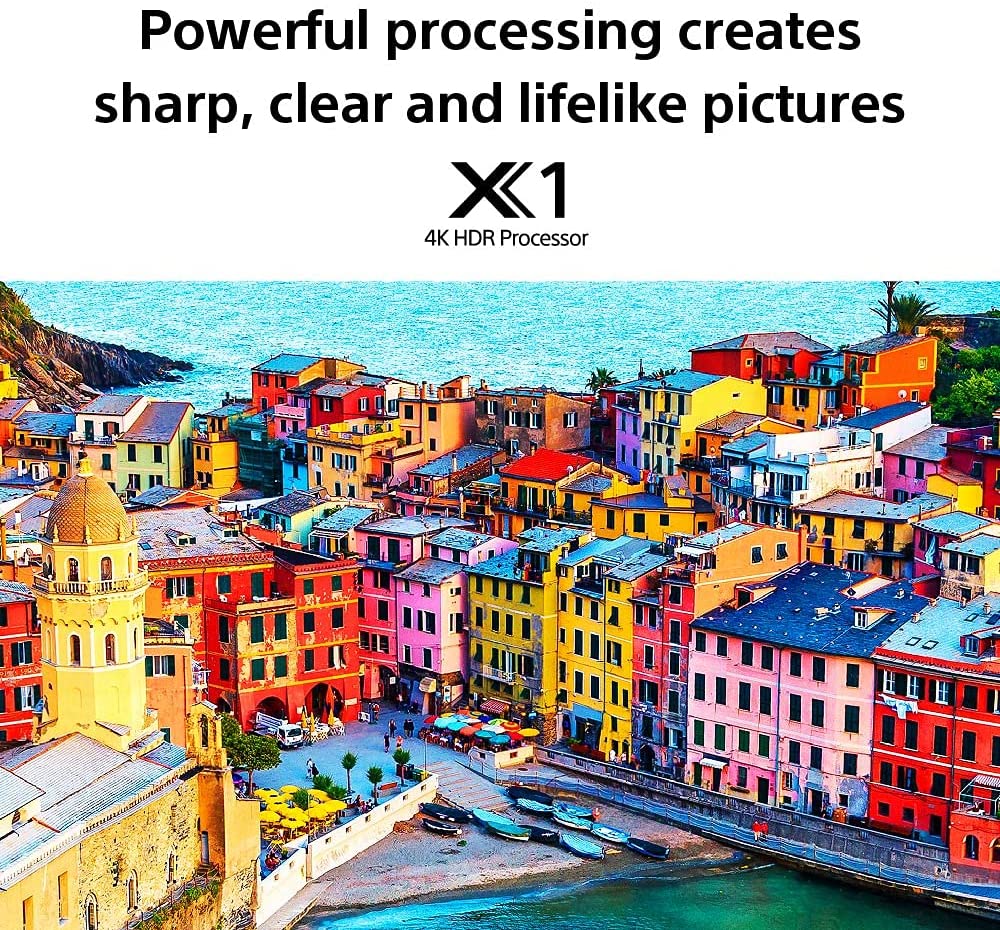 Powerful processing creates
sharp, clear and lifelike pictures
X1
4K HDR Processor